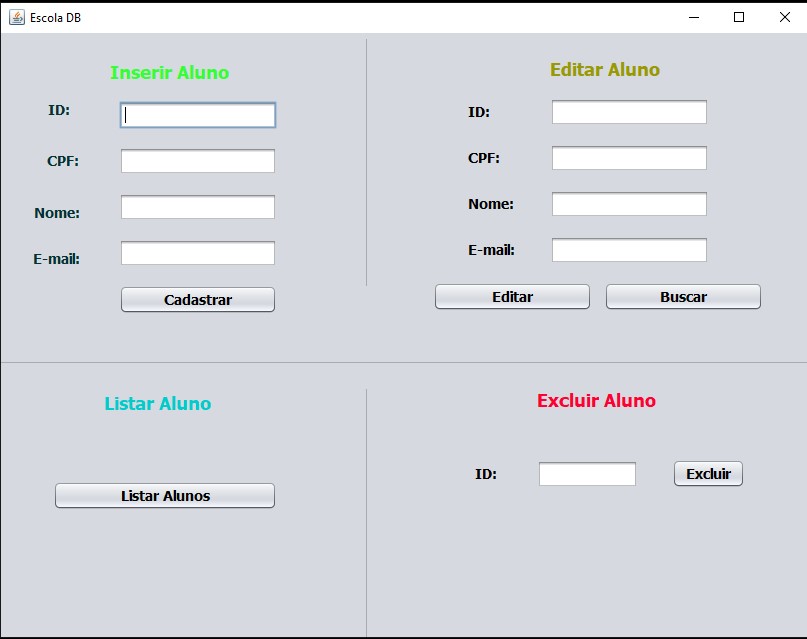 Escola DB
Inserir Aluno
ID:
CPF:
Nome:
E-mail:
Cadastrar
Editar Aluno
ID:
CPF:
Nome:
E-mail:
Editar Buscar
Listar Aluno
Listar Alunos
Excluir Aluno
ID: Excluir